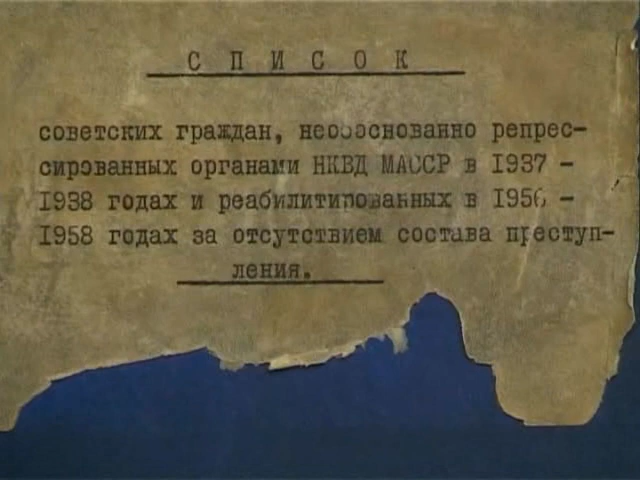 С П И С О К
советских граждан, необоснованно репрес-
сированных органами НКВД МАССР в 1937 -
1938 годах и реабилитированных в 1956 -
1958 годах за отсутствием состава преступ-
ления.